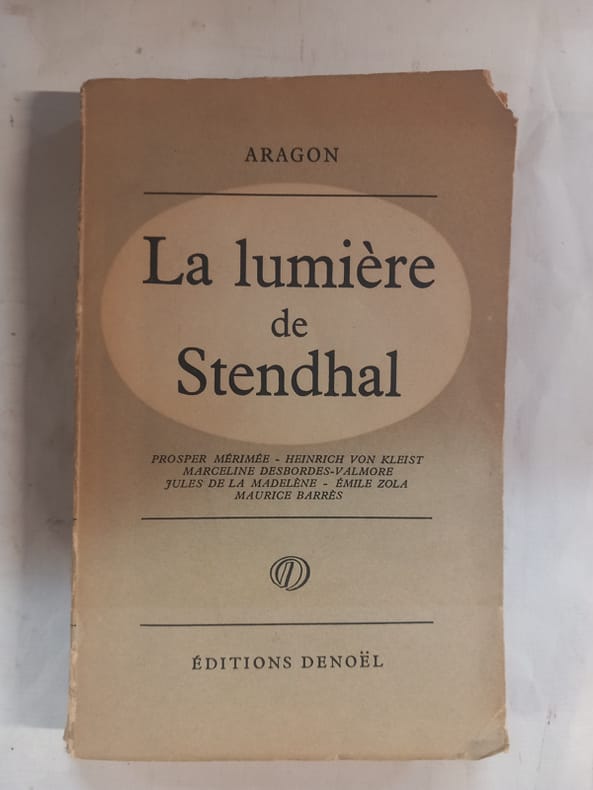 ARAGON
La lumière
de
Stendhal
PROSPER MÉRIMÉE - HEINRICH VON KLEIST
MARCELINE DESBORDES-VALMORE
JULES DE LA MADELÈNE - ÉMILE ZOLA
MAURICE BARRÈS
ÉDITIONS DENOËL